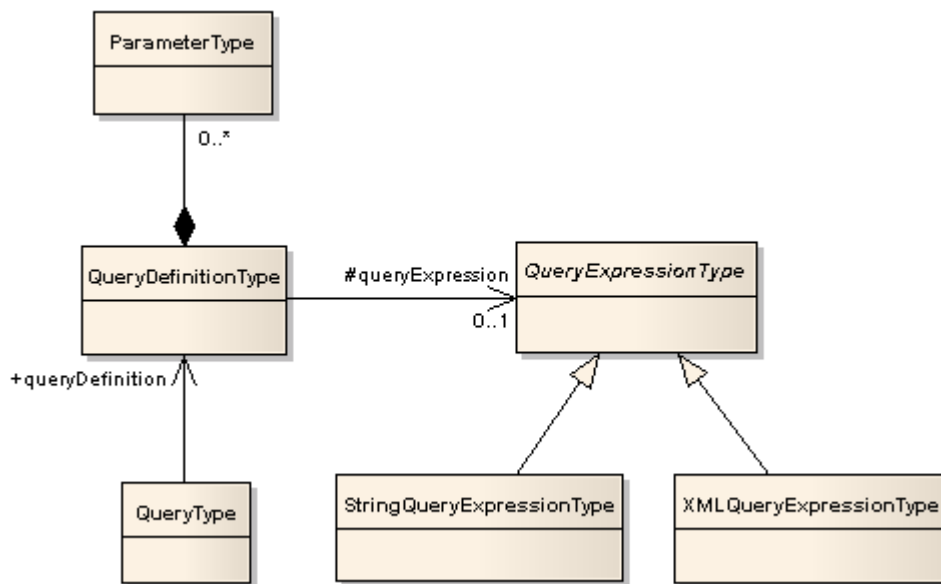 ParameterType
0..*
QueryDefinitionType
#queryExpression
0..1
QueryExpressionType
+queryDefinition
QueryType
StringQueryExpressionType
XMLQueryExpressionType